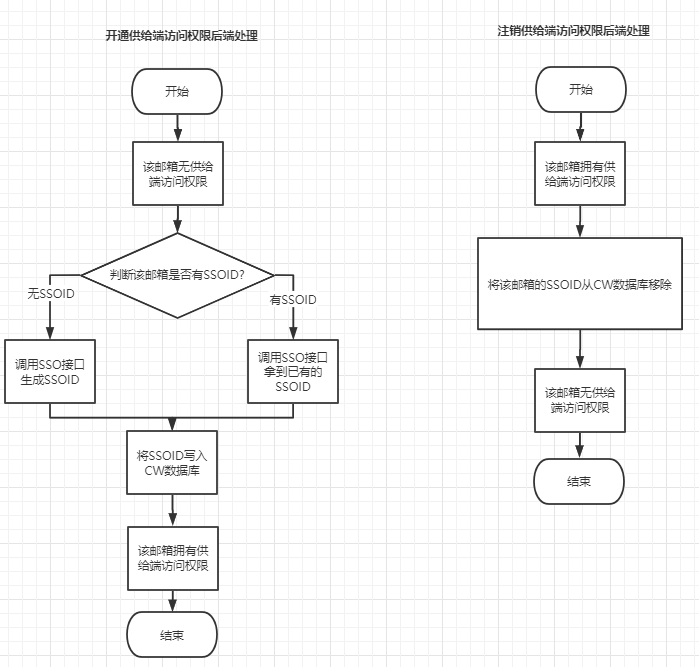 开通供给端访问权限后端处理
开始
该邮箱无供给
端访问权限
判断该邮箱是否有SSOID?
无SSOID
有SSOID
调用SSO接口
生成SSOID
调用SSO接口
拿到已有的
SSOID
将SSOID写入
CW数据库
该邮箱拥有供
给端访问权限
结束
注销供给端访问权限后端处理
开始
该邮箱拥有供
给端访问权限
将该邮箱的SSOID从CW数据库移除
该邮箱无供给
端访问权限
结束